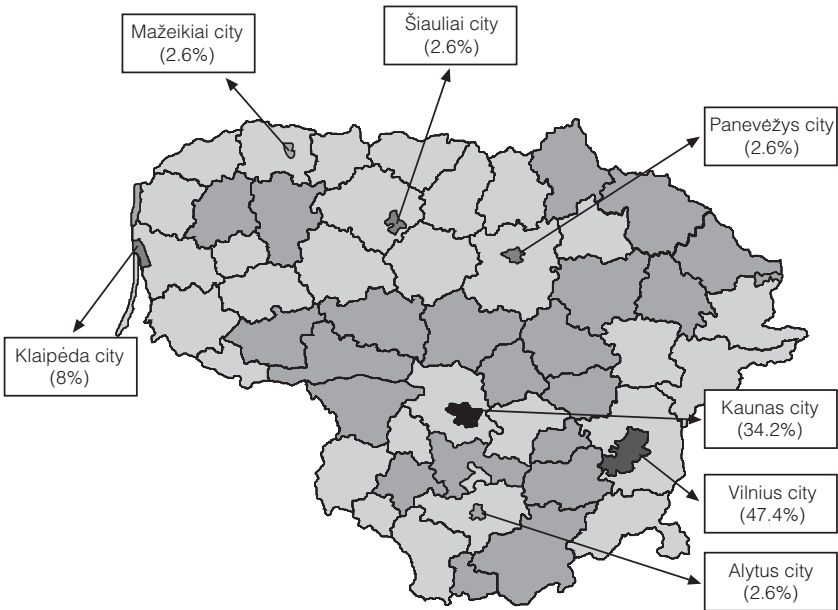 Mažeikiai city
(2.6%)
Šiauliai city
(2.6%)
Panevėžys city
(2.6%)
Klaipėda city
(8%)
Kaunas city
(34.2%)
Vilnius city
(47.4%)
Alytus city
(2.6%)